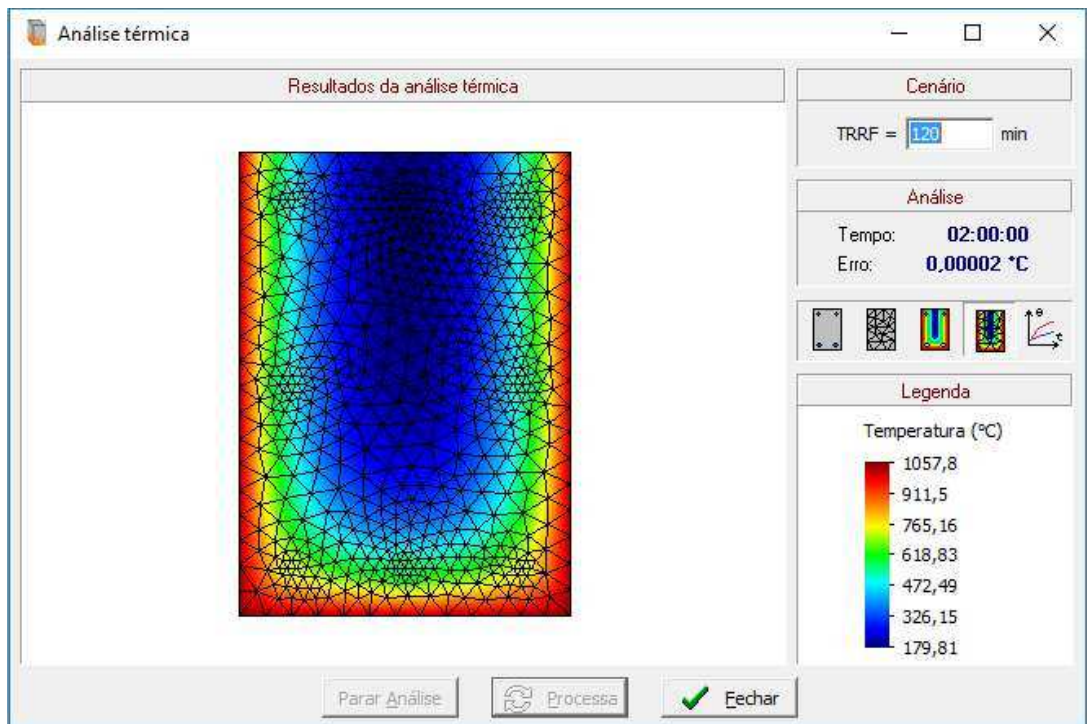 Análise térmica
Resultados da análise térmica
Cenário
TRRF = 120 min
Análise
Tempo: 02:00:00
Erro: 0,00002 °C
Legenda
Temperatura (°C)
1057,8
911,5
765,16
618,83
472,49
326,15
179,81
Parar Análise
Processa
Fechar